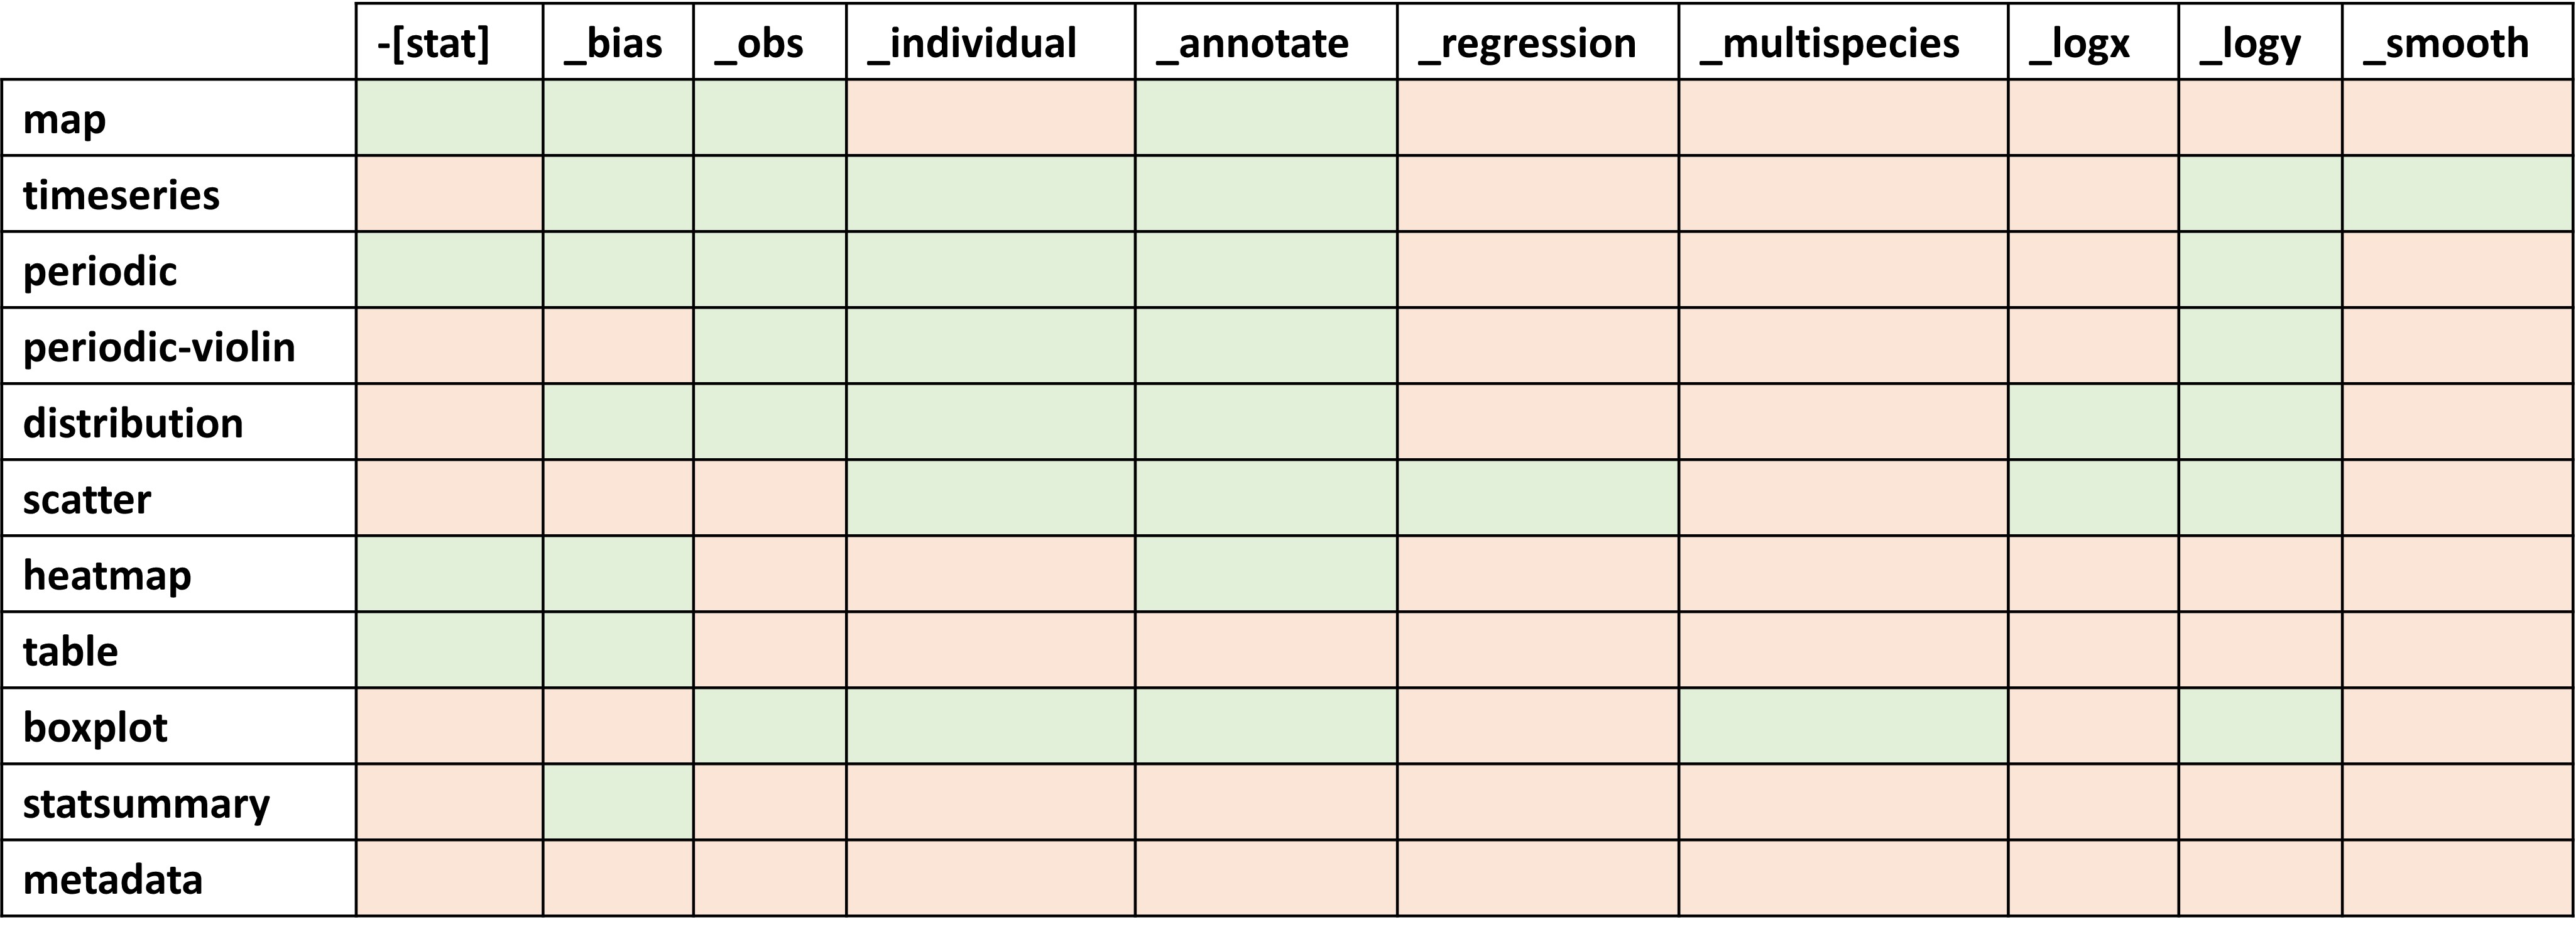 -[stat] _bias _obs _individual _annotate _regression _multispecies _logx _logy _smooth
map
timeseries
periodic
periodic-violin
distribution
scatter
heatmap
table
boxplot
statsummary
metadata